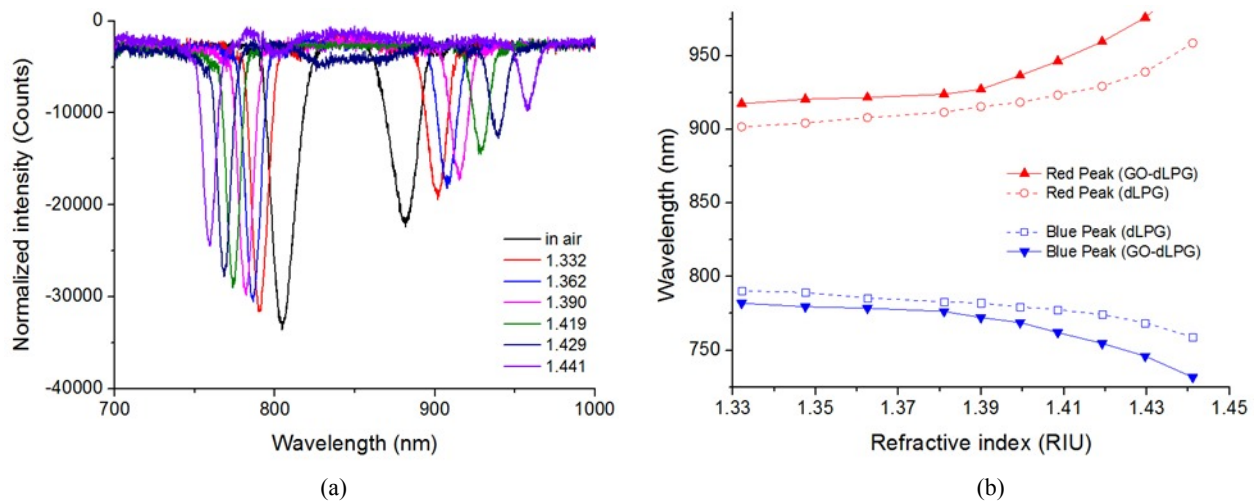 0
-10000
-20000
-30000
-40000
Normalized intensity (Counts)
in air
1.332
1.362
1.390
1.419
1.429
1.441
700
800
900
1000
Wavelength (nm)
(a)
950
900
850
800
750
Wavelength (nm)
Red Peak (GO-dLPG)
Red Peak (dLPG)
Blue Peak (dLPG)
Blue Peak (GO-dLPG)
1.33
1.35
1.37
1.39
1.41
1.43
1.45
Refractive index (RIU)
(b)